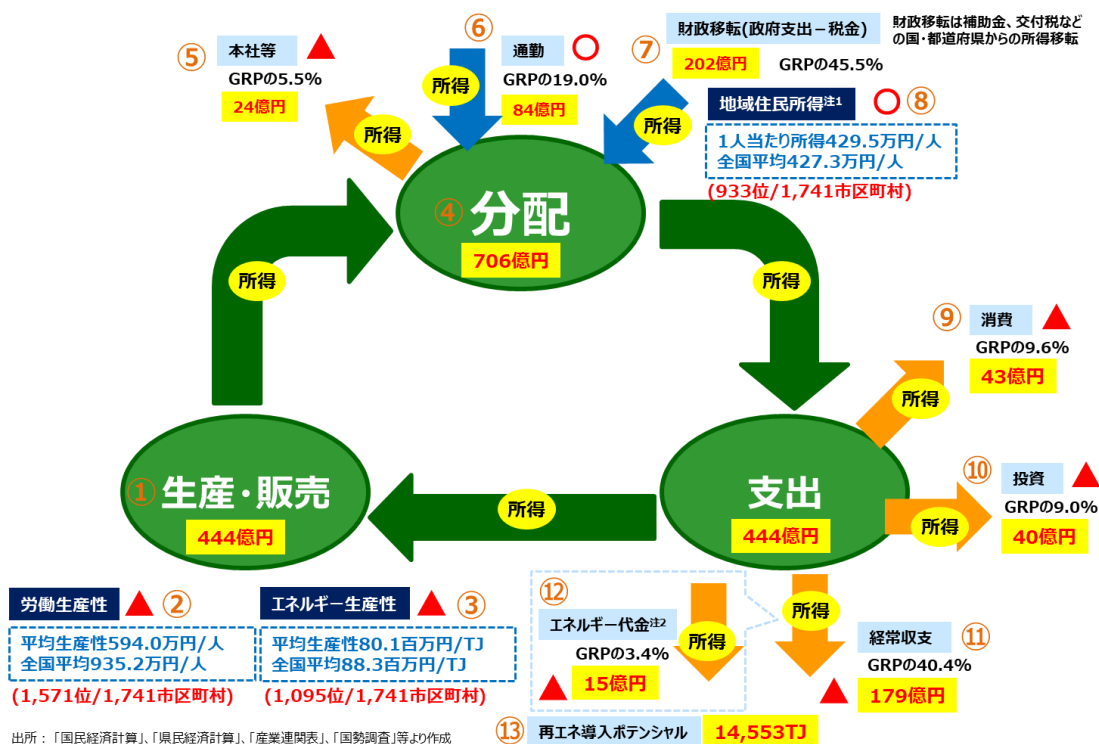 ⑤ 本社等 ▲
GRPの5.5%
24億円
所得
⑥ 通勤 ○
GRPの19.0%
84億円
所得
⑦ 財政移転(政府支出－税金)
202億円 GRPの45.5%
所得
財政移転は補助金、交付税など
の国・都道府県からの所得移転
地域住民所得注1 ○ ⑧
1人当たり所得429.5万円/人
全国平均427.3万円/人
(933位/1,741市区町村)
④ 分配
706億円
所得
所得
⑨ 消費 ▲
GRPの9.6%
43億円
所得
① 生産・販売
444億円
所得
支出
444億円
⑩ 投資 ▲
GRPの9.0%
40億円
所得
労働生産性 ▲ ②
平均生産性594.0万円/人
全国平均935.2万円/人
(1,571位/1,741市区町村)
エネルギー生産性 ▲ ③
平均生産性80.1百万円/TJ
全国平均88.3百万円/TJ
(1,095位/1,741市区町村)
⑫
エネルギー代金注2
GRPの3.4%
▲ 15億円
所得
所得
経常収支 ⑪
GRPの40.4%
▲ 179億円
⑬ 再エネ導入ポテンシャル 14,553TJ
出所：「国民経済計算」、「県民経済計算」、「産業連関表」、「国勢調査」等より作成